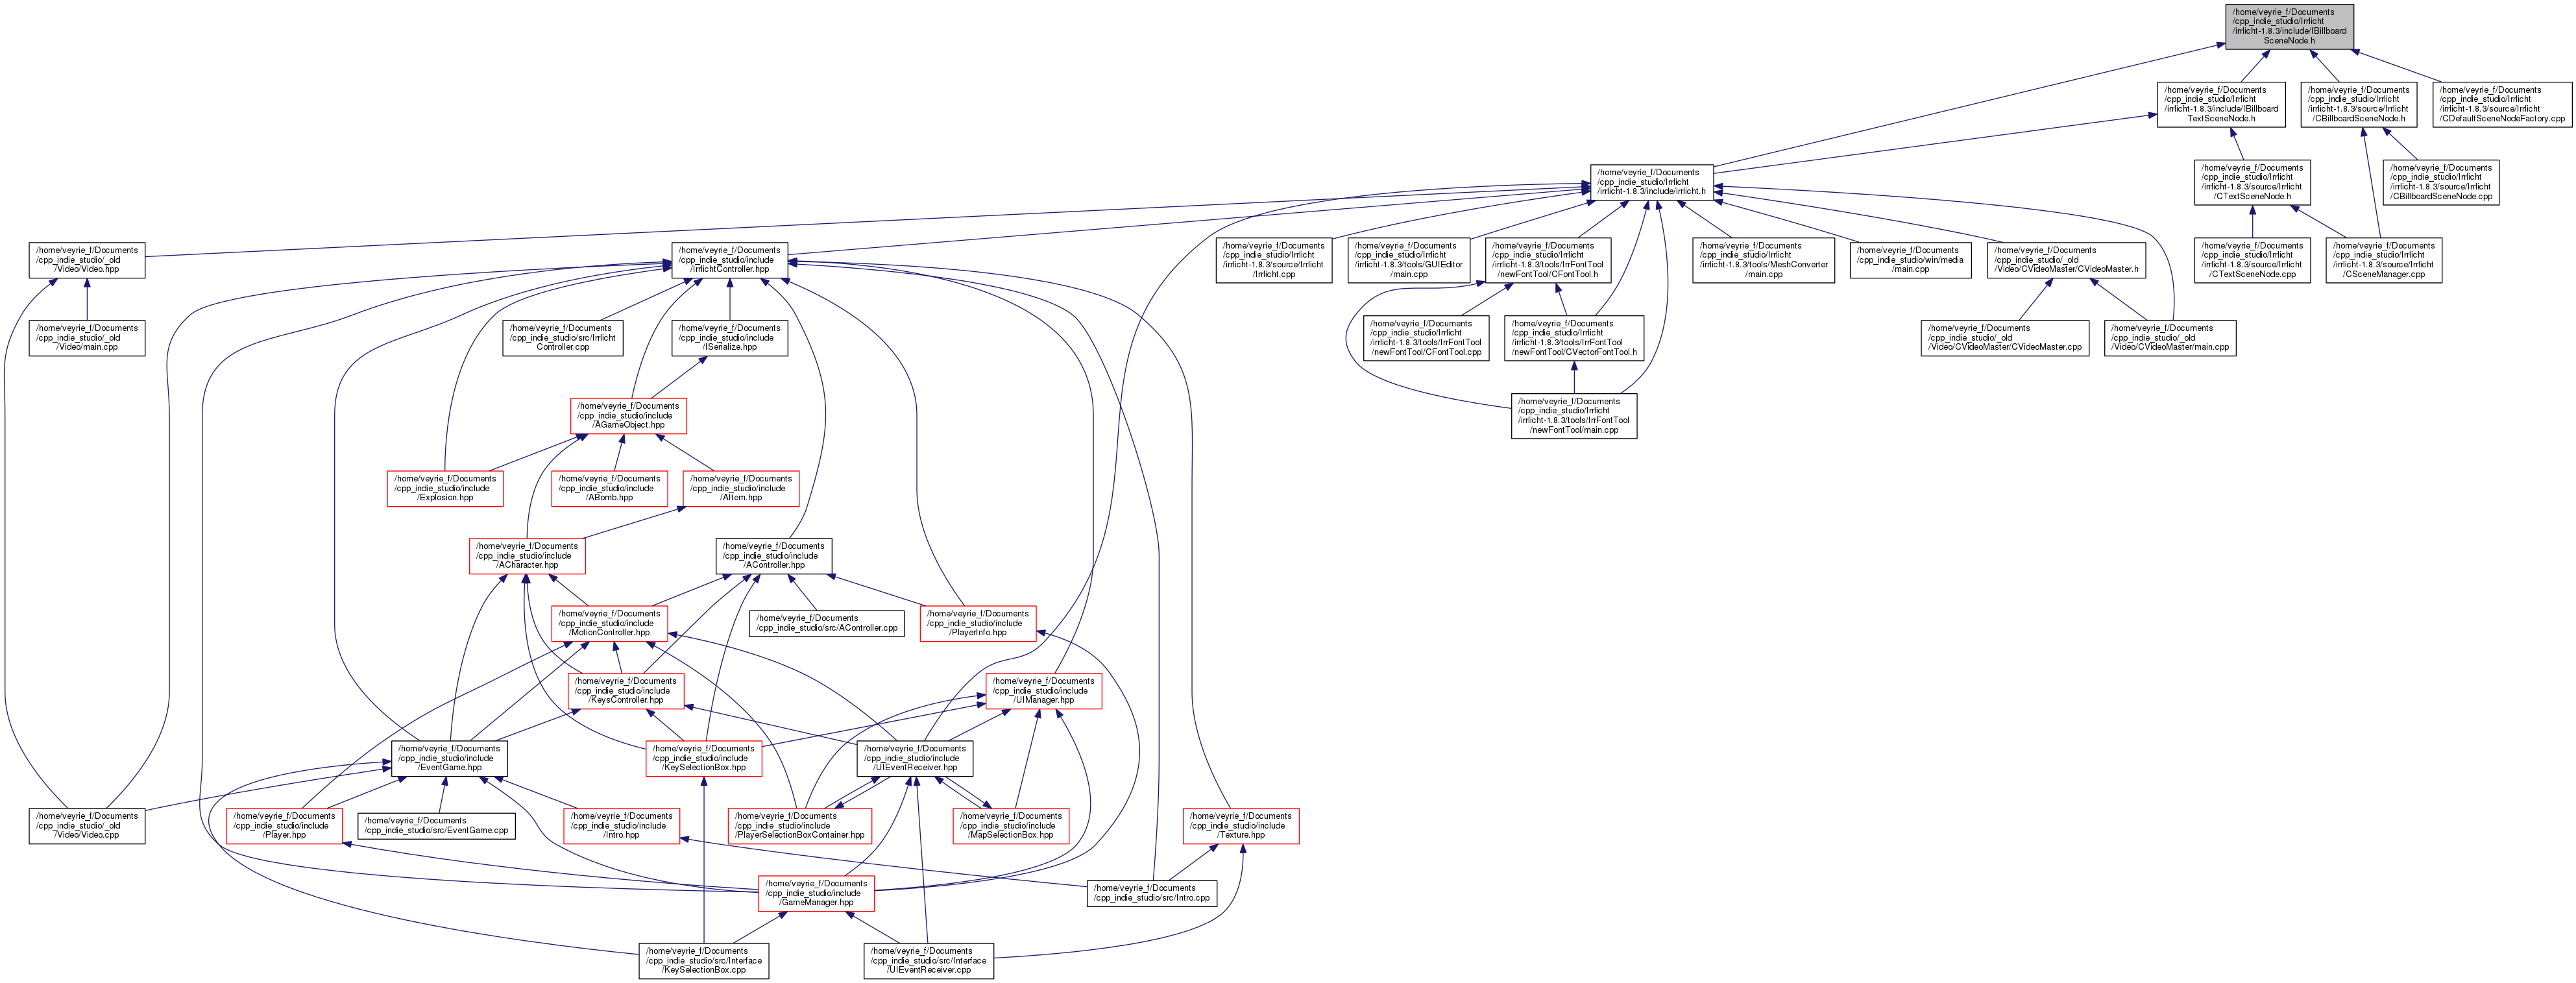 /home/veyrie_f/Documents
/cpp_indie_studio/Irrlicht
/irrlicht-1.8.3/include/IBillboard
SceneNode.h
/home/veyrie_f/Documents
/cpp_indie_studio/Irrlicht
/irrlicht-1.8.3/include/IBillboard
TextSceneNode.h
/home/veyrie_f/Documents
/cpp_indie_studio/Irrlicht
/irrlicht-1.8.3/source/Irrlicht
/CBillboardSceneNode.h
/home/veyrie_f/Documents
/cpp_indie_studio/Irrlicht
/irrlicht-1.8.3/source/Irrlicht
/CDefaultSceneNodeFactory.cpp
/home/veyrie_f/Documents
/cpp_indie_studio/Irrlicht
/irrlicht-1.8.3/include/irrlicht.h
/home/veyrie_f/Documents
/cpp_indie_studio/Irrlicht
/irrlicht-1.8.3/source/Irrlicht
/CTextSceneNode.h
/home/veyrie_f/Documents
/cpp_indie_studio/Irrlicht
/irrlicht-1.8.3/source/Irrlicht
/CBillboardSceneNode.cpp
/home/veyrie_f/Documents
/cpp_indie_studio/_old
/Video/Video.hpp
/home/veyrie_f/Documents
/cpp_indie_studio/include
/IrrlichtController.hpp
/home/veyrie_f/Documents
/cpp_indie_studio/Irrlicht
/irrlicht-1.8.3/source/Irrlicht
/Irrlicht.cpp
/home/veyrie_f/Documents
/cpp_indie_studio/Irrlicht
/irrlicht-1.8.3/tools/GUIEditor
/main.cpp
/home/veyrie_f/Documents
/cpp_indie_studio/Irrlicht
/irrlicht-1.8.3/tools/IrrFontTool
/newFontTool/CFontTool.h
/home/veyrie_f/Documents
/cpp_indie_studio/Irrlicht
/irrlicht-1.8.3/tools/MeshConverter
/main.cpp
/home/veyrie_f/Documents
/cpp_indie_studio/win/media
/main.cpp
/home/veyrie_f/Documents
/cpp_indie_studio/_old
/Video/CVideoMaster/CVideoMaster.h
/home/veyrie_f/Documents
/cpp_indie_studio/Irrlicht
/irrlicht-1.8.3/source/Irrlicht
/CTextSceneNode.cpp
/home/veyrie_f/Documents
/cpp_indie_studio/Irrlicht
/irrlicht-1.8.3/source/Irrlicht
/CSceneManager.cpp
/home/veyrie_f/Documents
/cpp_indie_studio/_old
/Video/main.cpp
/home/veyrie_f/Documents
/cpp_indie_studio/src/Irrlicht
Controller.cpp
/home/veyrie_f/Documents
/cpp_indie_studio/include
/ISerialize.hpp
/home/veyrie_f/Documents
/cpp_indie_studio/Irrlicht
/irrlicht-1.8.3/tools/IrrFontTool
/newFontTool/CFontTool.cpp
/home/veyrie_f/Documents
/cpp_indie_studio/Irrlicht
/irrlicht-1.8.3/tools/IrrFontTool
/newFontTool/CVectorFontTool.h
/home/veyrie_f/Documents
/cpp_indie_studio/_old
/Video/CVideoMaster/CVideoMaster.cpp
/home/veyrie_f/Documents
/cpp_indie_studio/_old
/Video/CVideoMaster/main.cpp
/home/veyrie_f/Documents
/cpp_indie_studio/include
/AGameObject.hpp
/home/veyrie_f/Documents
/cpp_indie_studio/Irrlicht
/irrlicht-1.8.3/tools/IrrFontTool
/newFontTool/main.cpp
/home/veyrie_f/Documents
/cpp_indie_studio/include
/Explosion.hpp
/home/veyrie_f/Documents
/cpp_indie_studio/include
/ABomb.hpp
/home/veyrie_f/Documents
/cpp_indie_studio/include
/AItem.hpp
/home/veyrie_f/Documents
/cpp_indie_studio/include
/ACharacter.hpp
/home/veyrie_f/Documents
/cpp_indie_studio/include
/AController.hpp
/home/veyrie_f/Documents
/cpp_indie_studio/include
/MotionController.hpp
/home/veyrie_f/Documents
/cpp_indie_studio/src/AController.cpp
/home/veyrie_f/Documents
/cpp_indie_studio/include
/PlayerInfo.hpp
/home/veyrie_f/Documents
/cpp_indie_studio/include
/KeysController.hpp
/home/veyrie_f/Documents
/cpp_indie_studio/include
/UIManager.hpp
/home/veyrie_f/Documents
/cpp_indie_studio/include
/EventGame.hpp
/home/veyrie_f/Documents
/cpp_indie_studio/include
/KeySelectionBox.hpp
/home/veyrie_f/Documents
/cpp_indie_studio/include
/UIEventReceiver.hpp
/home/veyrie_f/Documents
/cpp_indie_studio/_old
/Video/Video.cpp
/home/veyrie_f/Documents
/cpp_indie_studio/include
/Player.hpp
/home/veyrie_f/Documents
/cpp_indie_studio/src/EventGame.cpp
/home/veyrie_f/Documents
/cpp_indie_studio/include
/Intro.hpp
/home/veyrie_f/Documents
/cpp_indie_studio/include
/PlayerSelectionBoxContainer.hpp
/home/veyrie_f/Documents
/cpp_indie_studio/include
/MapSelectionBox.hpp
/home/veyrie_f/Documents
/cpp_indie_studio/include
/Texture.hpp
/home/veyrie_f/Documents
/cpp_indie_studio/include
/GameManager.hpp
/home/veyrie_f/Documents
/cpp_indie_studio/src/Intro.cpp
/home/veyrie_f/Documents
/cpp_indie_studio/src/Interface
/KeySelectionBox.cpp
/home/veyrie_f/Documents
/cpp_indie_studio/src/Interface
/UIEventReceiver.cpp